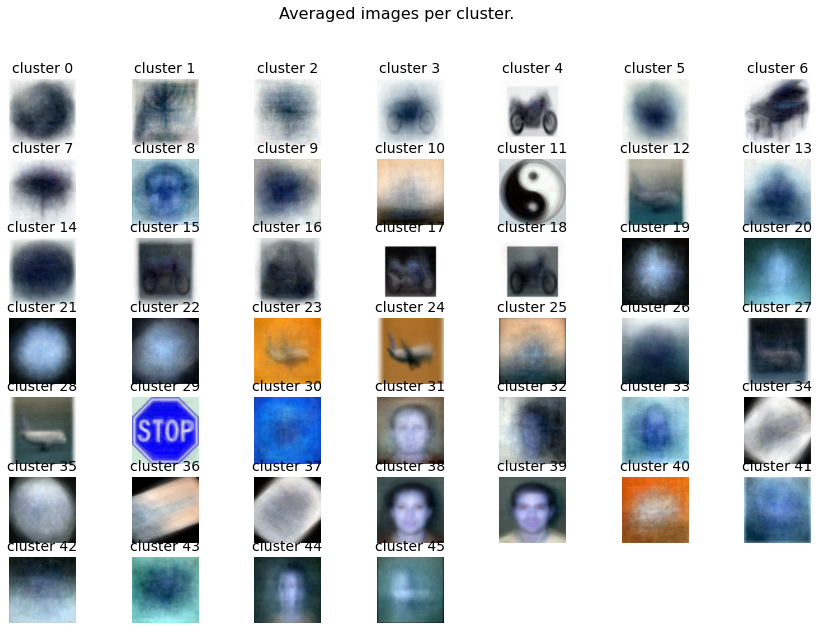 Averaged images per cluster.
cluster 0 cluster 1 cluster 2 cluster 3 cluster 4 cluster 5 cluster 6
cluster 7 cluster 8 cluster 9 cluster 10 cluster 11 cluster 12 cluster 13
cluster 14 cluster 15 cluster 16 cluster 17 cluster 18 cluster 19 cluster 20
cluster 21 cluster 22 cluster 23 cluster 24 cluster 25 cluster 26 cluster 27
cluster 28 cluster 29 cluster 30 cluster 31 cluster 32 cluster 33 cluster 34
STOP
cluster 35 cluster 36 cluster 37 cluster 38 cluster 39 cluster 40 cluster 41
cluster 42 cluster 43 cluster 44 cluster 45